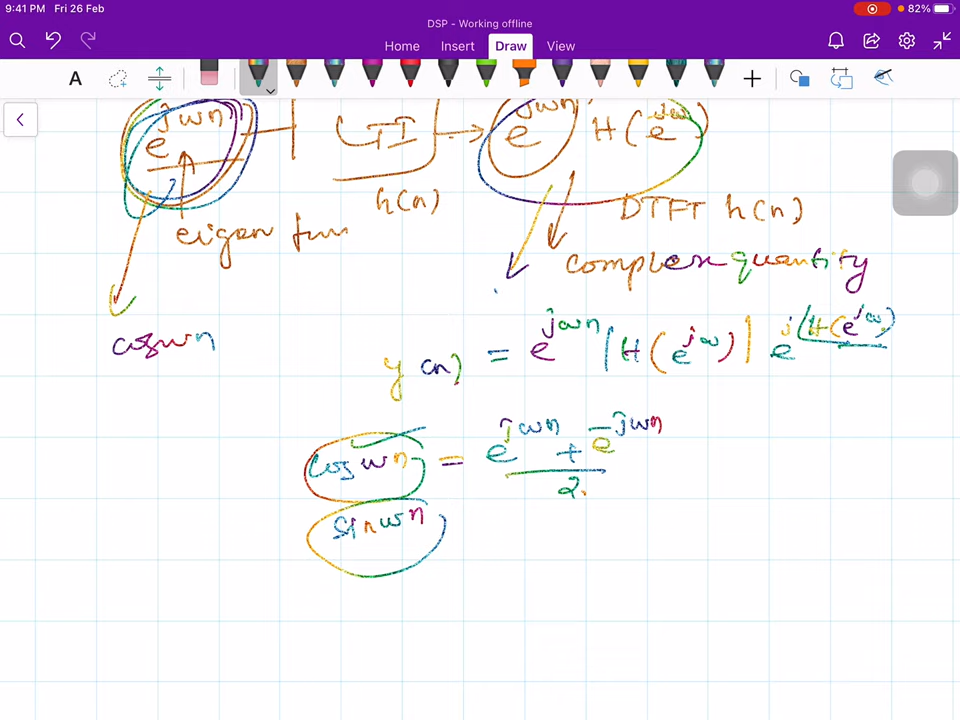 9:41 PM Fri 26 Feb 82%
DSP - Working offline
Home Insert Draw View
A
e^{jωn} LTI e^{jωn} H(e^{jω})
h(n) DTFT h(n)
eigen fun
complex quantity
cosωn
y(n) = e^{jωn} |H(e^{jω})| e^{j∠H(e^{jω})}
cosωn = e^{jωn} + e^{-jωn}
2
sinωn